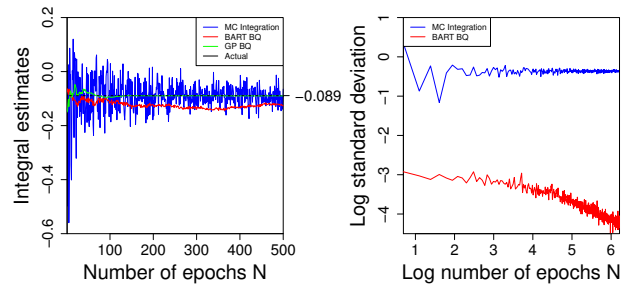 Integral estimates
0.2
0.0
−0.2
−0.4
−0.6
MC Integration
BART BQ
GP BQ
Actual
−0.089
100 200 300 400 500
Number of epochs N
Log standard deviation
0
−1
−2
−3
−4
MC Integration
BART BQ
1 2 3 4 5 6
Log number of epochs N